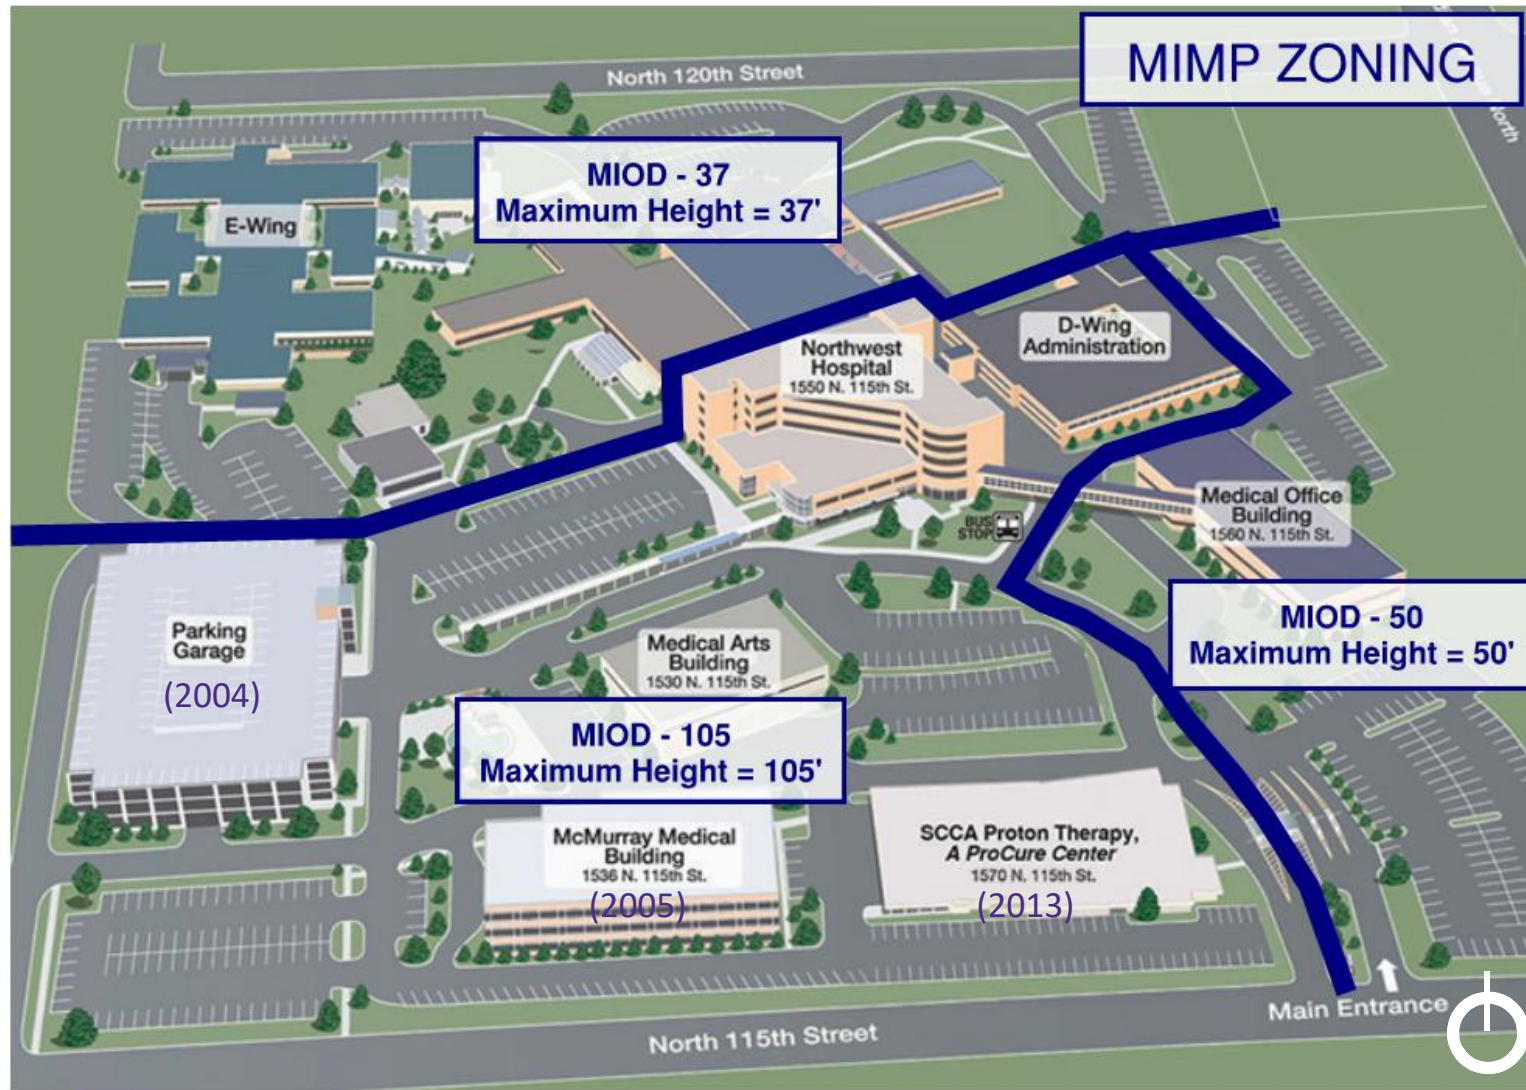 MIMP ZONING
North 120th Street
North
MIOD - 37
Maximum Height = 37'
E-Wing
D-Wing
Administration
Northwest
Hospital
1550 N. 115th St.
Medical Office
Building
1560 N. 115th St.
BUS
STOP
MIOD - 50
Maximum Height = 50'
Parking
Garage
(2004)
Medical Arts
Building
1530 N. 115th St.
MIOD - 105
Maximum Height = 105'
McMurray Medical
Building
1536 N. 115th St.
(2005)
SCCA Proton Therapy,
A ProCure Center
1570 N. 115th St.
(2013)
Main Entrance
North 115th Street